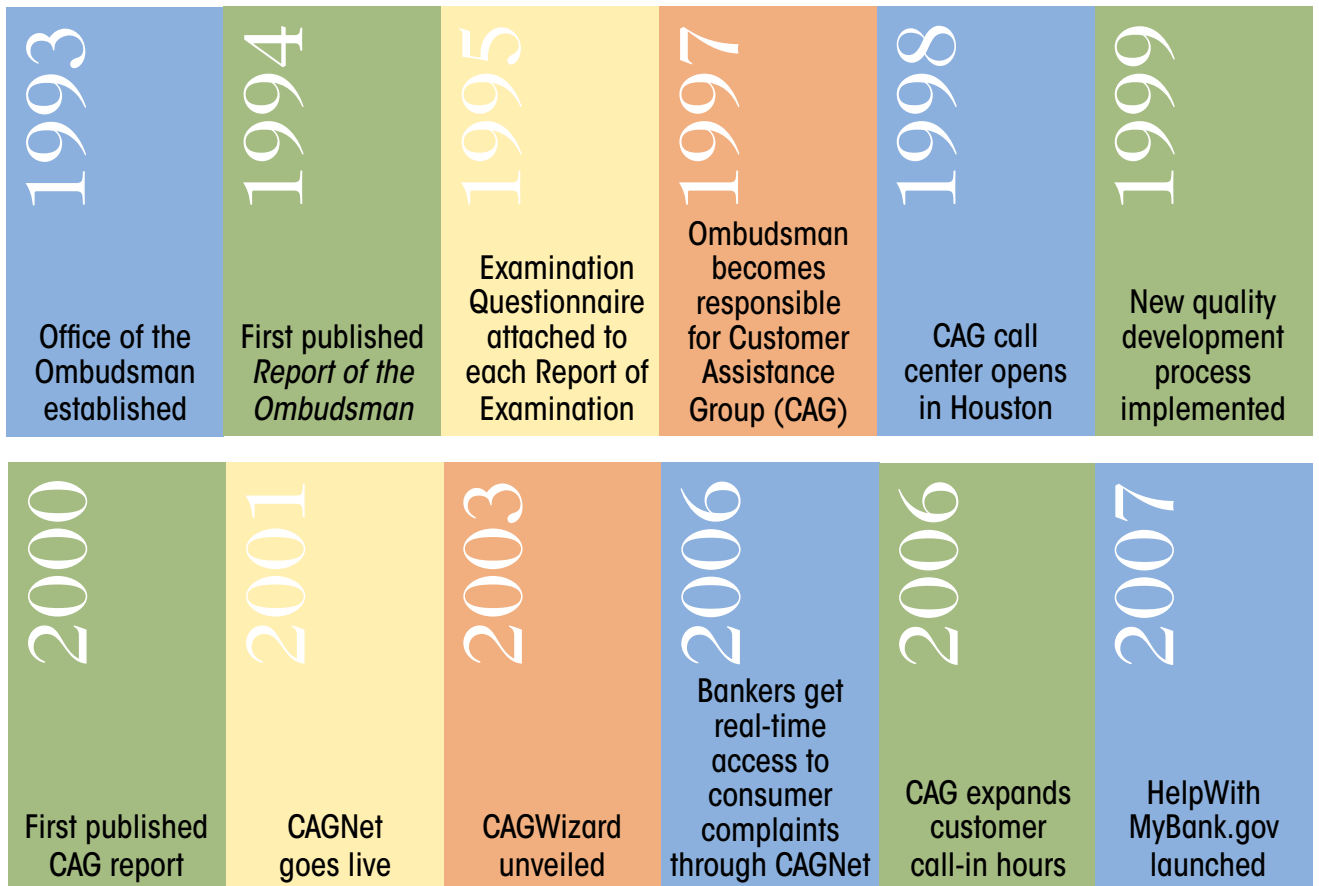 1993
Office of the
Ombudsman
established
1994
First published
Report of the
Ombudsman
1995
Examination
Questionnaire
attached to
each Report of
Examination
1997
Ombudsman
becomes
responsible
for Customer
Assistance
Group (CAG)
1998
CAG call
center opens
in Houston
1999
New quality
development
process
implemented
2000
First published
CAG report
2001
CAGNet
goes live
2003
CAGWizard
unveiled
2006
Bankers get
real-time
access to
consumer
complaints
through CAGNet
2006
CAG expands
customer
call-in hours
2007
HelpWith
MyBank.gov
launched